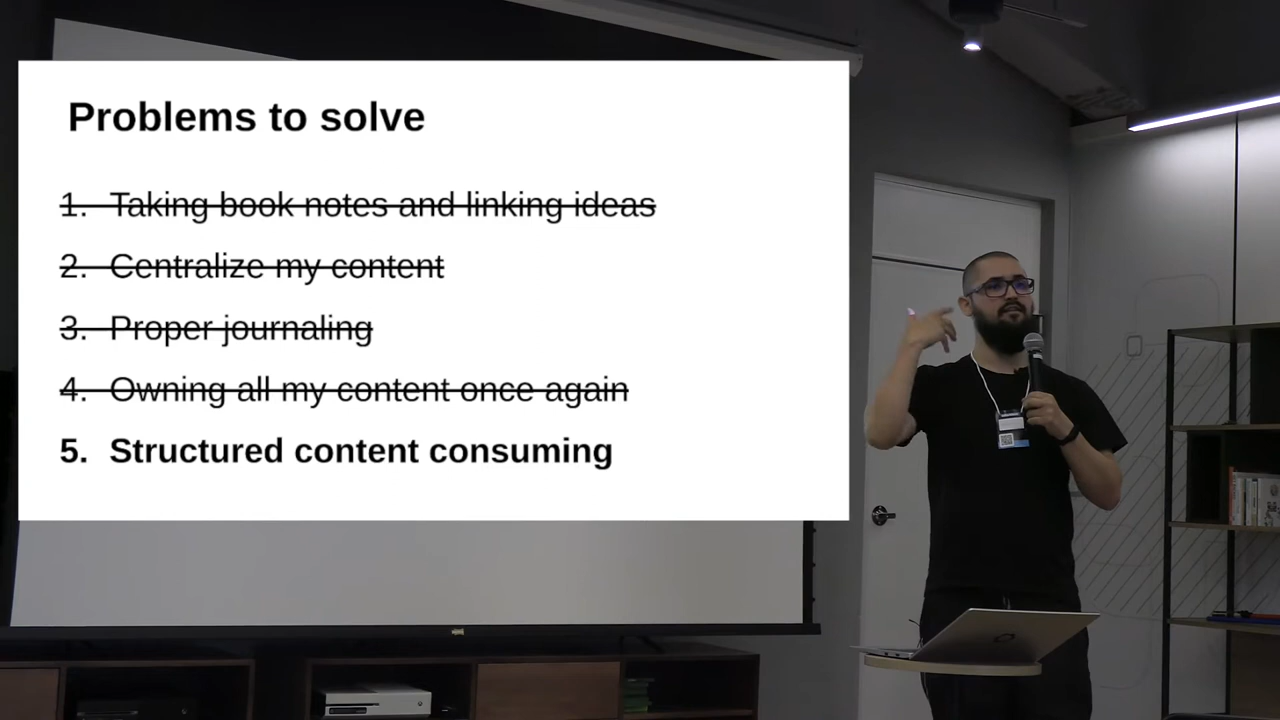 Problems to solve
1. Taking book notes and linking ideas
2. Centralize my content
3. Proper journaling
4. Owning all my content once again
5. Structured content consuming